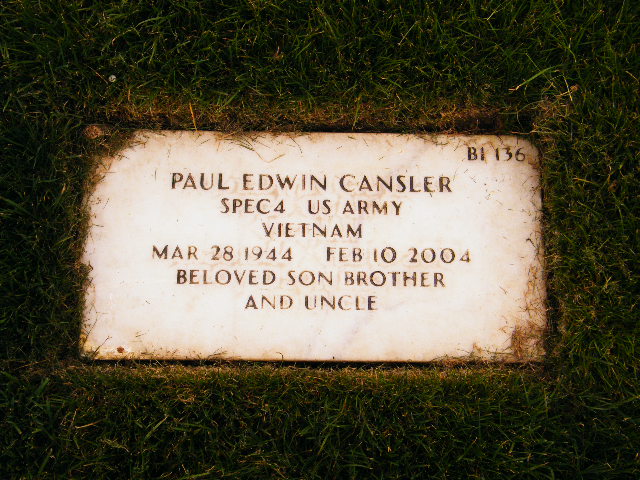 B1 136
PAUL EDWIN CANSLER
SPEC4 US ARMY
VIETNAM
MAR 28 1944 FEB 10 2004
BELOVED SON BROTHER
AND UNCLE